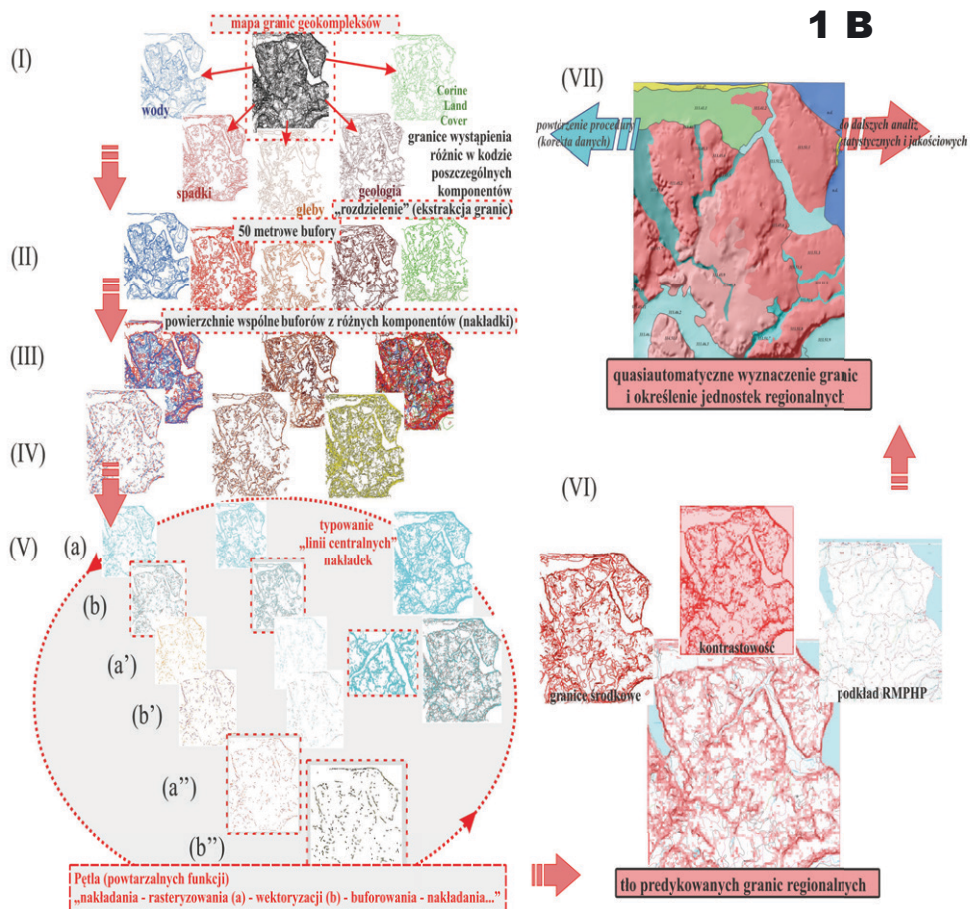 1 B
mapa granic geokompleksów
(I)
wody
Corine
Land
Cover
spadki
gleby
geologia
granice wystąpienia
różnic w kodzie
poszczególnych
komponentów
„rozdzielenie” (ekstrakcja granic)
50 metrowe bufory
(II)
powierzchnie wspólne buforów z różnych komponentów (nakładki)
(III)
(IV)
(V)
(a)
typowanie
„linii centralnych”
nakładek
(b)
(a’)
(b’)
(a”)
(b”)
Pętla (powtarzalnych funkcji)
„nakładania - rasteryzowania (a) - wektoryzacji (b) - buforowania - nakładania...”
(VI)
granice środkowe
kontrastowość
podkład RMPHP
tło predykowanych granic regionalnych
(VII)
powtórzenie procedury
(korekta danych)
do dalszych analiz
statystycznych i jakościowych
quasiautomatyczne wyznaczenie granic
i określenie jednostek regionalnych